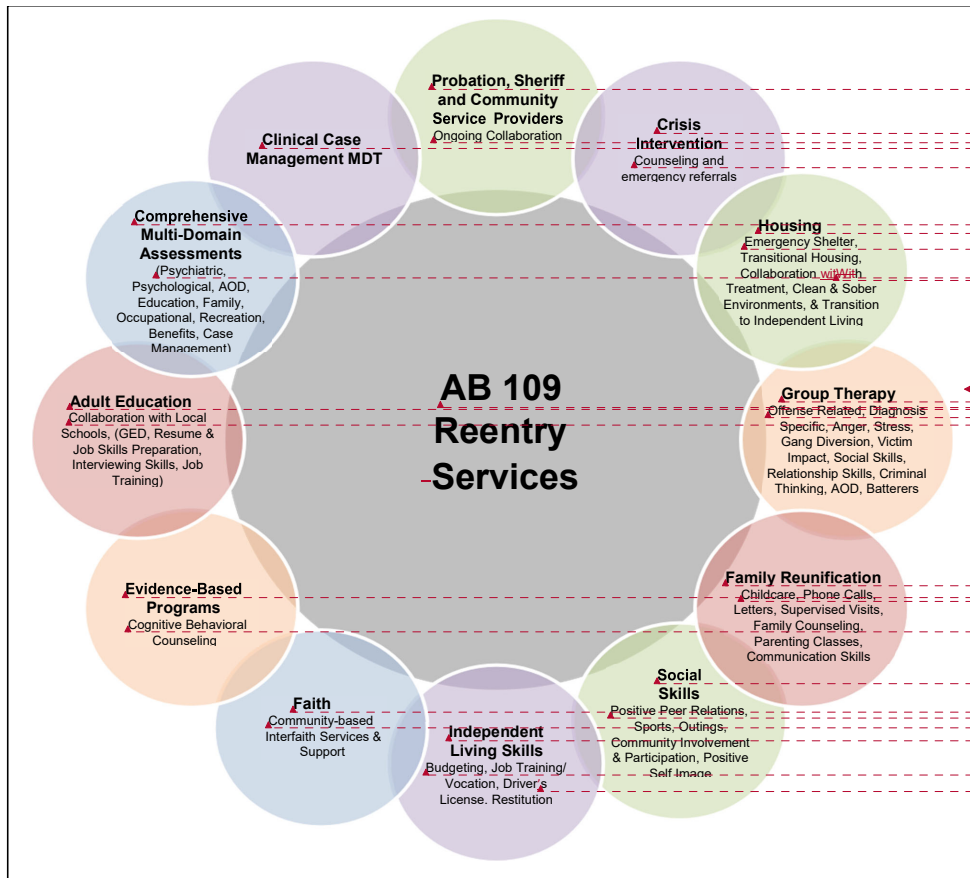 Probation, Sheriff
and Community
Service Providers
Ongoing Collaboration
Crisis
Intervention
Counseling and
emergency referrals
Housing
Emergency Shelter,
Transitional Housing,
Collaboration witWith
Treatment, Clean & Sober
Environments, & Transition
to Independent Living
Group Therapy
Offense Related, Diagnosis
Specific, Anger, Stress,
Gang Diversion, Victim
Impact, Social Skills,
Relationship Skills, Criminal
Thinking, AOD, Batterers
Family Reunification
Childcare, Phone Calls,
Letters, Supervised Visits,
Family Counseling,
Parenting Classes,
Communication Skills
Social
Skills
Positive Peer Relations,
Sports, Outings,
Community Involvement
& Participation, Positive
Self Image
Independent
Living Skills
Budgeting, Job Training/
Vocation, Driver's
License, Restitution
Faith
Community-based
Interfaith Services &
Support
Evidence-Based
Programs
Cognitive Behavioral
Counseling
Adult Education
Collaboration with Local
Schools, (GED, Resume &
Job Skills Preparation,
Interviewing Skills, Job
Training)
Comprehensive
Multi-Domain
Assessments
(Psychiatric,
Psychological, AOD,
Education, Family,
Occupational, Recreation,
Benefits, Case
Management)
Clinical Case
Management MDT
AB 109
Reentry
Services